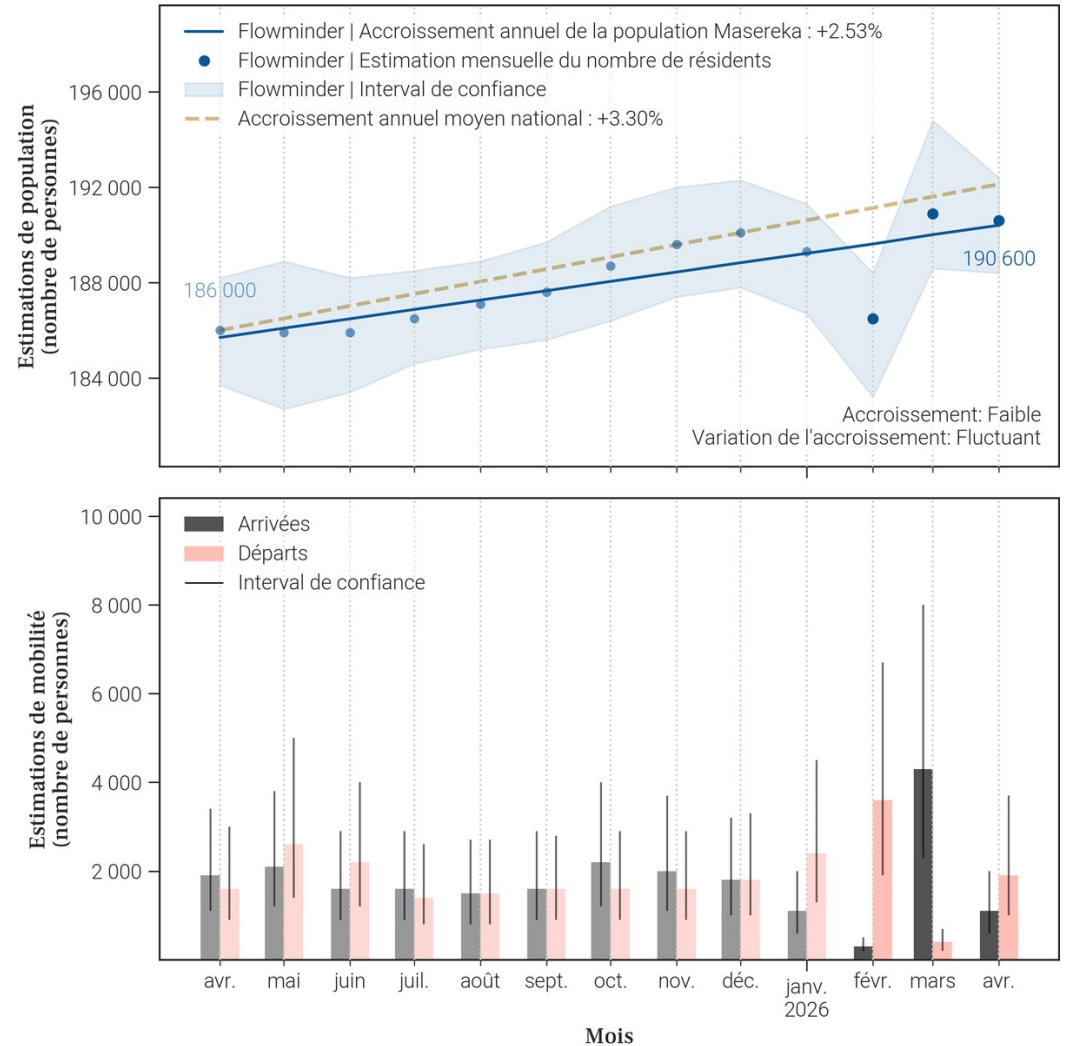 Flowminder | Accroissement annuel de la population Masereka : +2.53%
Flowminder | Estimation mensuelle du nombre de résidents
Flowminder | Interval de confiance
Accroissement annuel moyen national : +3.30%
Estimations de population
(nombre de personnes)
196 000
192 000
188 000
184 000
186 000
190 600
Accroissement: Faible
Variation de l'accroissement: Fluctuant
Arrivées
Départs
Interval de confiance
Estimations de mobilité
(nombre de personnes)
10 000
8 000
6 000
4 000
2 000
avr. mai juin juil. août sept. oct. nov. déc. janv. févr. mars avr.
2026
Mois